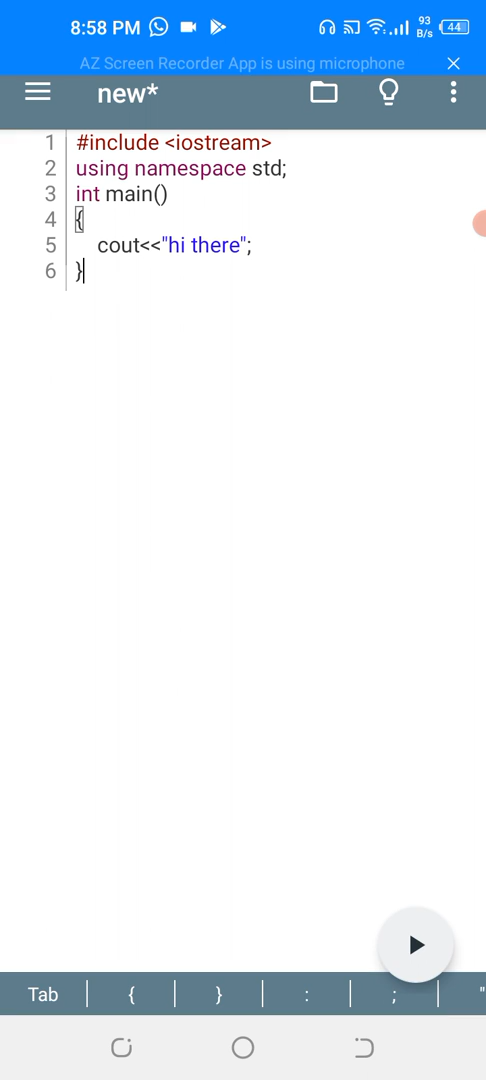 8:58 PM 93 B/s 44
AZ Screen Recorder App is using microphone
new*
1 #include <iostream>
2 using namespace std;
3 int main()
4 {
5 cout<<"hi there";
6 }
Tab { } : ; "